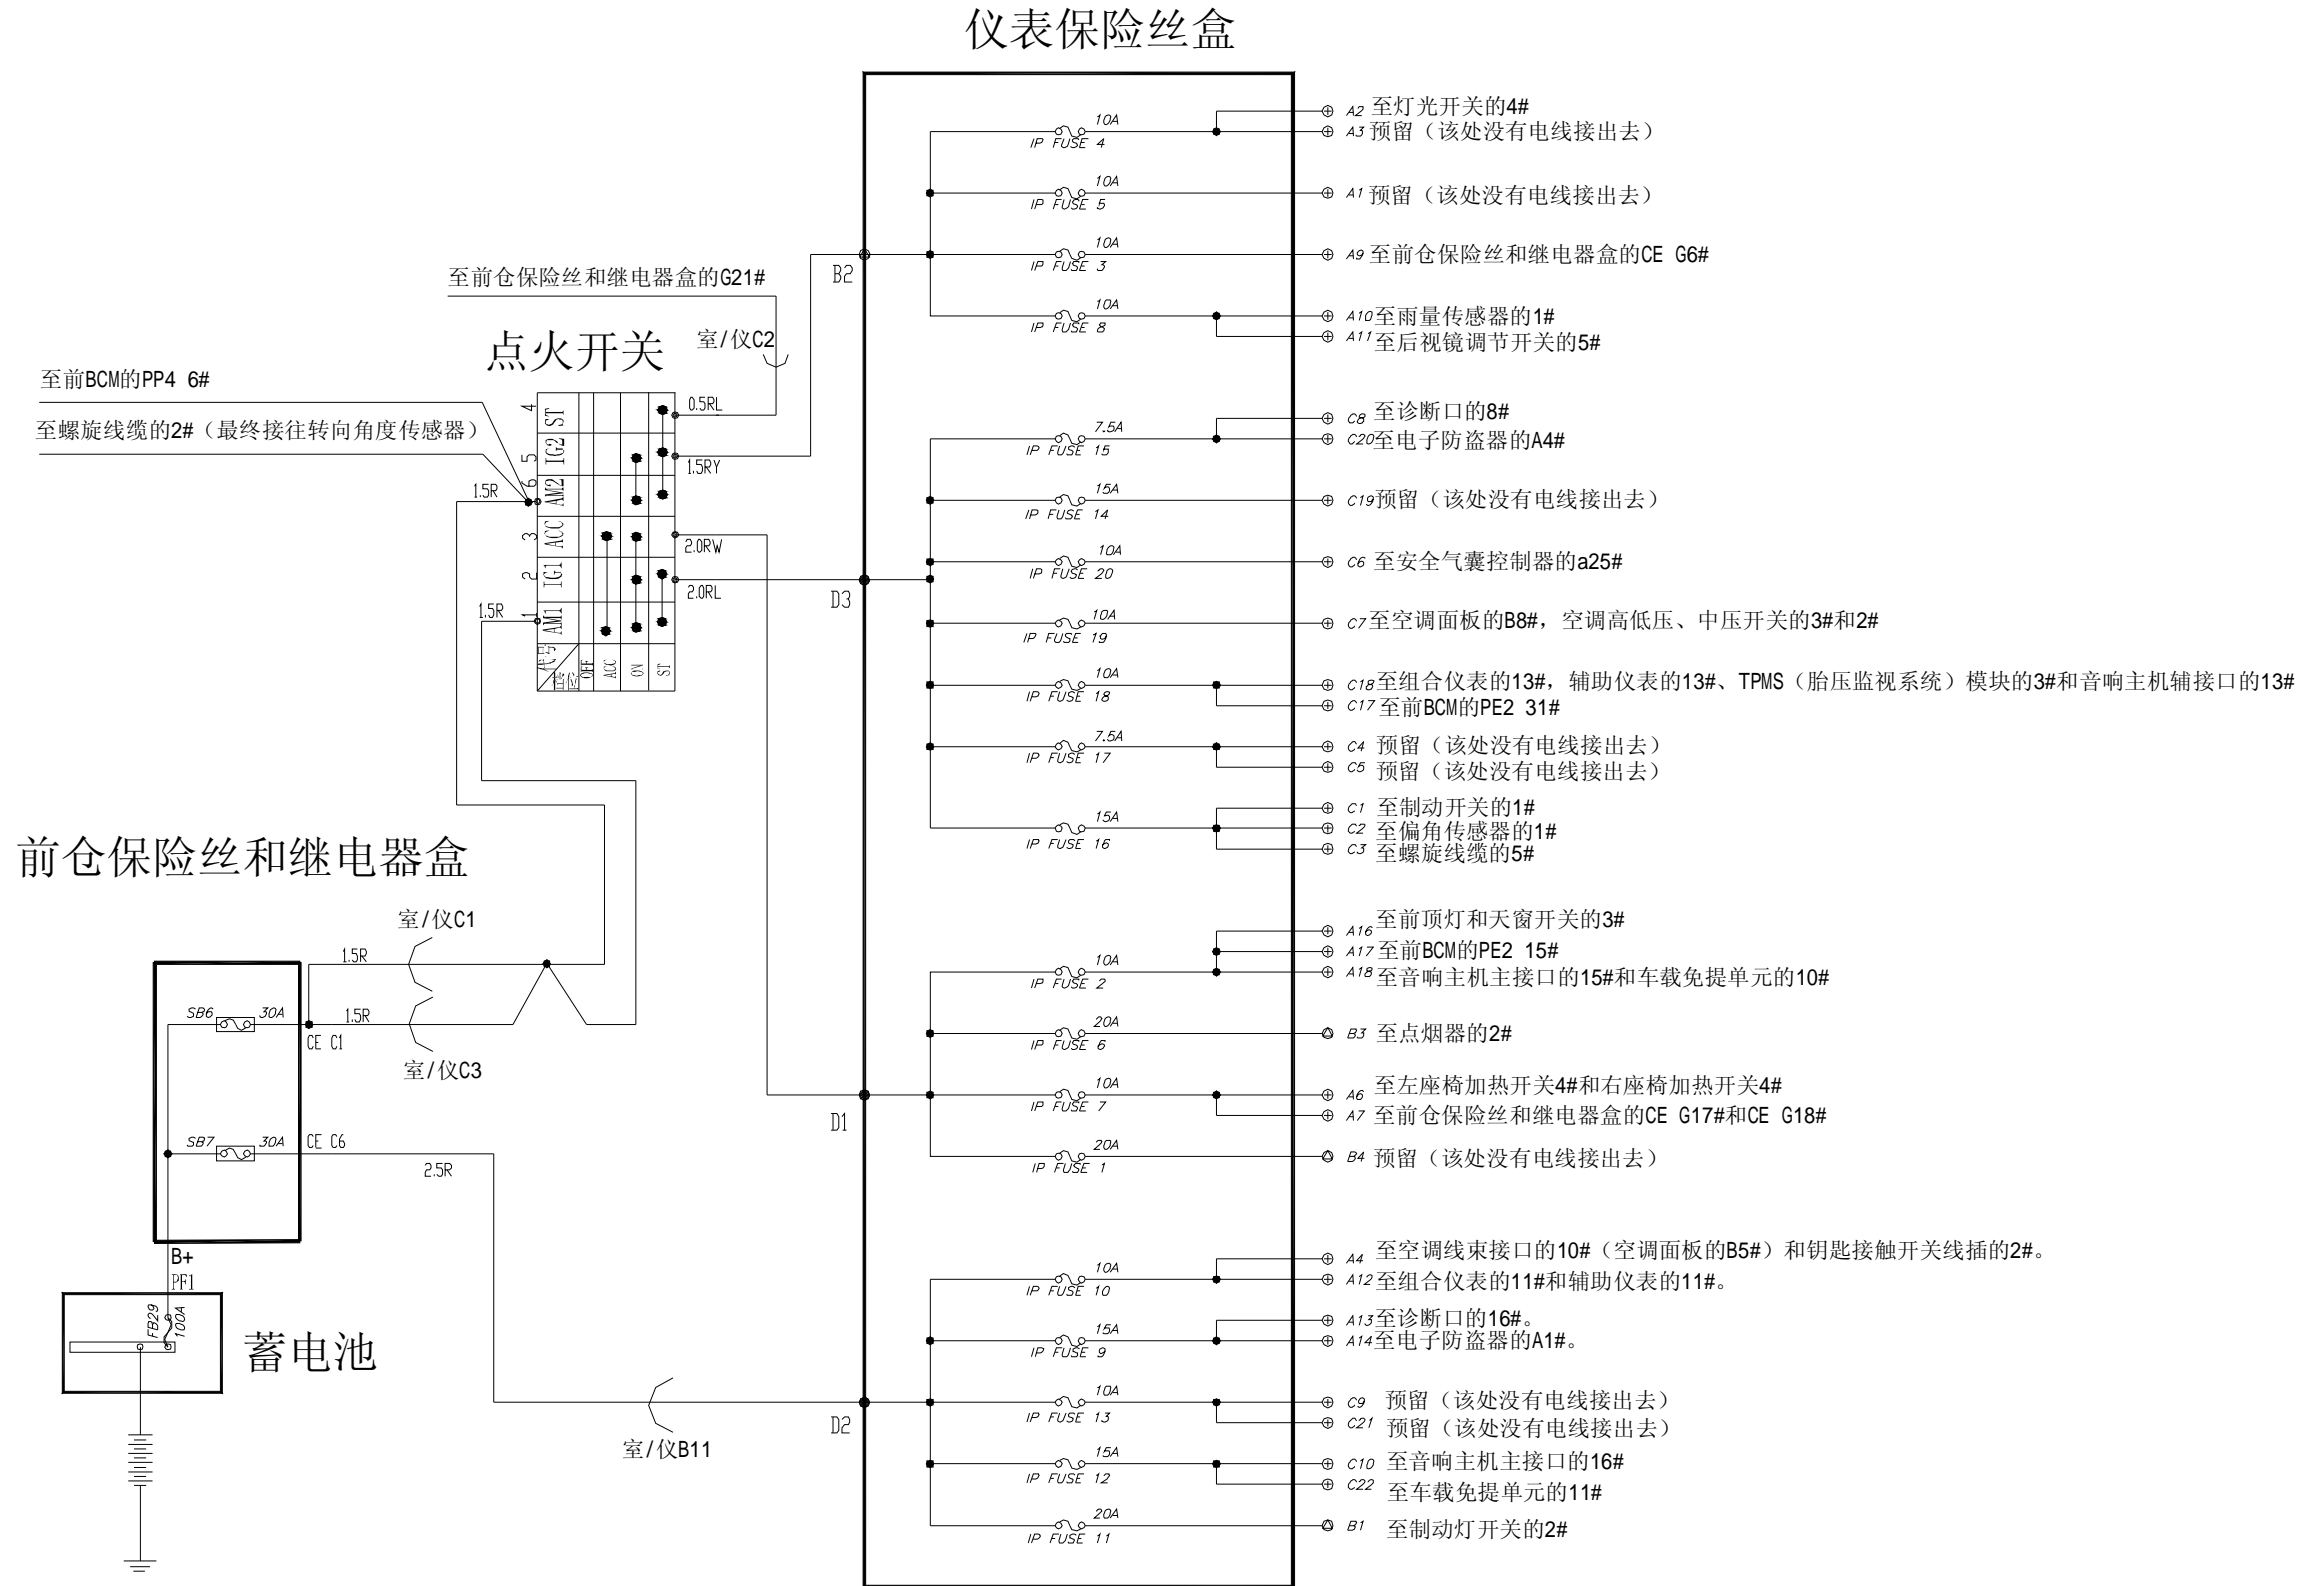 仪表保险丝盒
10A
IP FUSE 4
A2 至灯光开关的4#
A3 预留（该处没有电线接出去）
10A
IP FUSE 5
A1 预留（该处没有电线接出去）
10A
IP FUSE 3
A9 至前仓保险丝和继电器盒的CE G6#
B2
10A
IP FUSE 8
A10 至雨量传感器的1#
A11 至后视镜调节开关的5#
至前仓保险丝和继电器盒的G21#
室/仪C2
点火开关
至前BCM的PP4 6#
至螺旋线缆的2#（最终接往转向角度传感器）
4 ST
0.5RL
5 IG2
1.5RY
6 AM2
1.5R
3 ACC
2.0RW
2 IG1
2.0RL
1 AM1
1.5R
代号
档位
OFF
ACC
ON
ST
7.5A
IP FUSE 15
C8 至诊断口的8#
C20 至电子防盗器的A4#
15A
IP FUSE 14
C19 预留（该处没有电线接出去）
10A
IP FUSE 20
C6 至安全气囊控制器的a25#
D3
10A
IP FUSE 19
C7 至空调面板的B8#，空调高低压、中压开关的3#和2#
10A
IP FUSE 18
C18 至组合仪表的13#，辅助仪表的13#、TPMS（胎压监视系统）模块的3#和音响主机辅接口的13#
C17 至前BCM的PE2 31#
7.5A
IP FUSE 17
C4 预留（该处没有电线接出去）
C5 预留（该处没有电线接出去）
15A
IP FUSE 16
C1 至制动开关的1#
C2 至偏角传感器的1#
C3 至螺旋线缆的5#
前仓保险丝和继电器盒
室/仪C1
1.5R
SB6 30A
1.5R
CE C1
室/仪C3
SB7 30A
CE C6
2.5R
10A
IP FUSE 2
A16 至前顶灯和天窗开关的3#
A17 至前BCM的PE2 15#
A18 至音响主机主接口的15#和车载免提单元的10#
20A
IP FUSE 6
B3 至点烟器的2#
10A
IP FUSE 7
A6 至左座椅加热开关4#和右座椅加热开关4#
A7 至前仓保险丝和继电器盒的CE G17#和CE G18#
D1
20A
IP FUSE 1
B4 预留（该处没有电线接出去）
B+
PF1
FB29
100A
蓄电池
10A
IP FUSE 10
A4 至空调线束接口的10#（空调面板的B5#）和钥匙接触开关线插的2#。
A12 至组合仪表的11#和辅助仪表的11#。
15A
IP FUSE 9
A13 至诊断口的16#。
A14 至电子防盗器的A1#。
10A
IP FUSE 13
C9 预留（该处没有电线接出去）
C21 预留（该处没有电线接出去）
D2
室/仪B11
15A
IP FUSE 12
C10 至音响主机主接口的16#
C22 至车载免提单元的11#
20A
IP FUSE 11
B1 至制动灯开关的2#